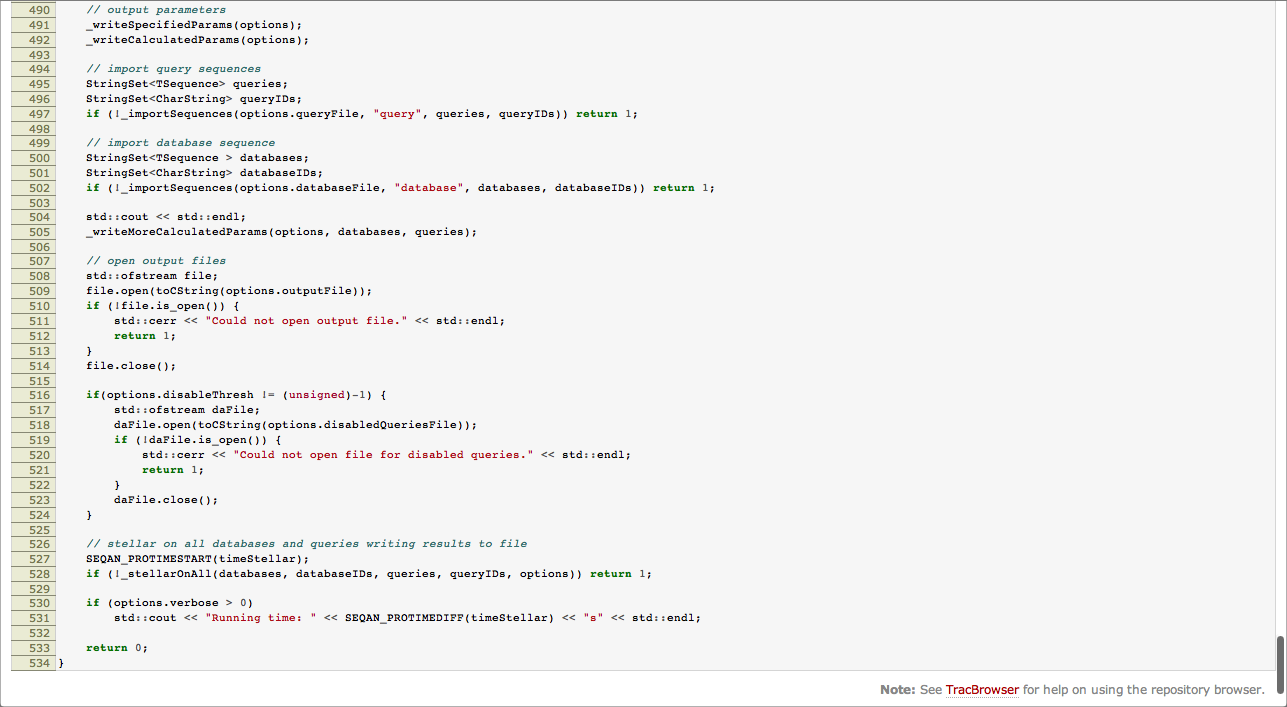 490 // output parameters
491 _writeSpecifiedParams(options);
492 _writeCalculatedParams(options);
493
494 // import query sequences
495 StringSet<TSequence> queries;
496 StringSet<CharString> queryIDs;
497 if (!_importSequences(options.queryFile, "query", queries, queryIDs)) return 1;
498
499 // import database sequence
500 StringSet<TSequence > databases;
501 StringSet<CharString> databaseIDs;
502 if (!_importSequences(options.databaseFile, "database", databases, databaseIDs)) return 1;
503
504 std::cout << std::endl;
505 _writeMoreCalculatedParams(options, databases, queries);
506
507 // open output files
508 std::ofstream file;
509 file.open(toCString(options.outputFile));
510 if (!file.is_open()) {
511 std::cerr << "Could not open output file." << std::endl;
512 return 1;
513 }
514 file.close();
515
516 if(options.disableThresh != (unsigned)-1) {
517 std::ofstream daFile;
518 daFile.open(toCString(options.disabledQueriesFile));
519 if (!daFile.is_open()) {
520 std::cerr << "Could not open file for disabled queries." << std::endl;
521 return 1;
522 }
523 daFile.close();
524 }
525
526 // stellar on all databases and queries writing results to file
527 SEQAN_PROTIMESTART(timeStellar);
528 if (!_stellarOnAll(databases, databaseIDs, queries, queryIDs, options)) return 1;
529
530 if (options.verbose > 0)
531 std::cout << "Running time: " << SEQAN_PROTIMEDIFF(timeStellar) << "s" << std::endl;
532
533 return 0;
534 }
Note: See TracBrowser for help on using the repository browser.